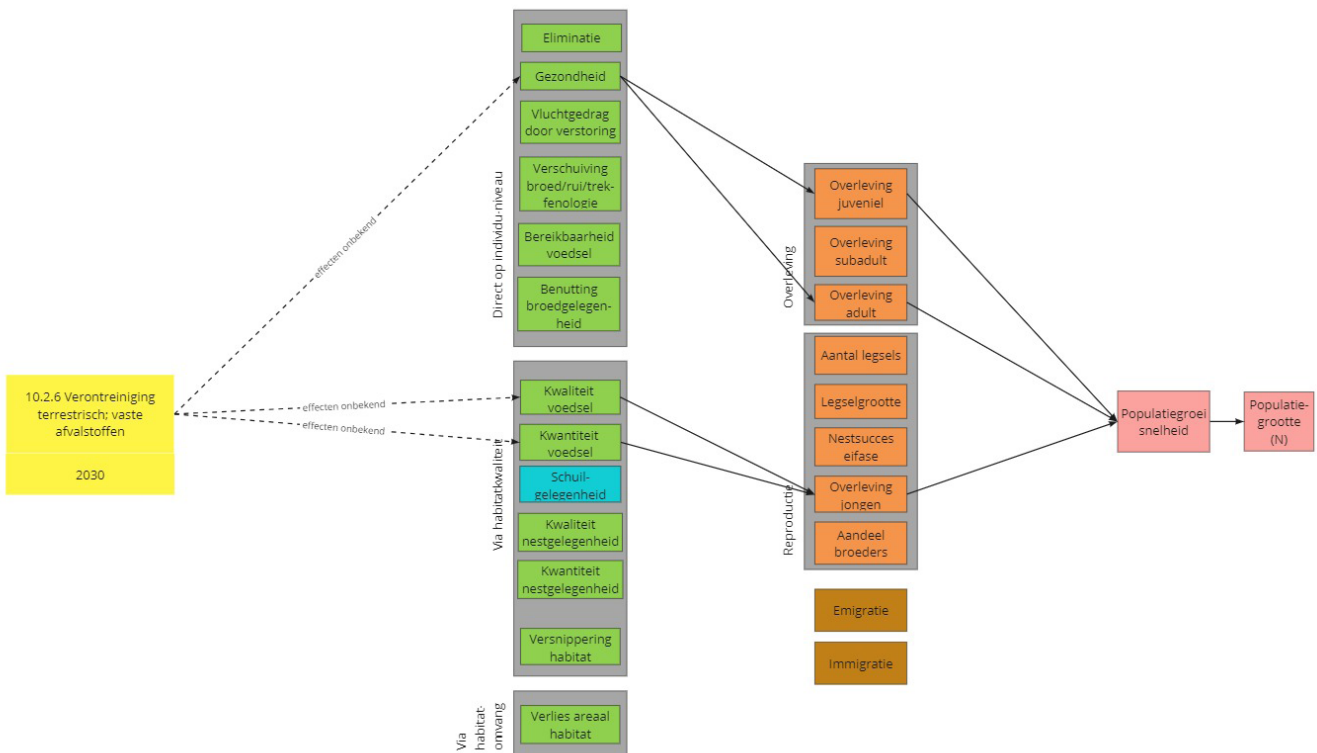 Eliminatie
Gezondheid
Vluchtgedrag
door verstoring
Verschuiving
broed/rui/trek-
fenologie
Bereikbaarheid
voedsel
Benutting
broedgelegen-
heid
Direct op individu-niveau
effecten onbekend
10.2.6 Verontreiniging
terrestrisch; vaste
afvalstoffen
2030
effecten onbekend
effecten onbekend
Kwaliteit
voedsel
Kwantiteit
voedsel
Schuil-
gelegenheid
Kwaliteit
nestgelegenheid
Kwantiteit
nestgelegenheid
Versnippering
habitat
Via habitatkwaliteit
Verlies areaal
habitat
Via
habitat-
omvang
Overleving
juveniel
Overleving
subadult
Overleving
adult
Overleving
Aantal legsels
Legselgrootte
Nestsucces
eifase
Overleving
jongen
Aandeel
broeders
Reproductie
Emigratie
Immigratie
Populatiegroei
snelheid
Populatie-
grootte
(N)